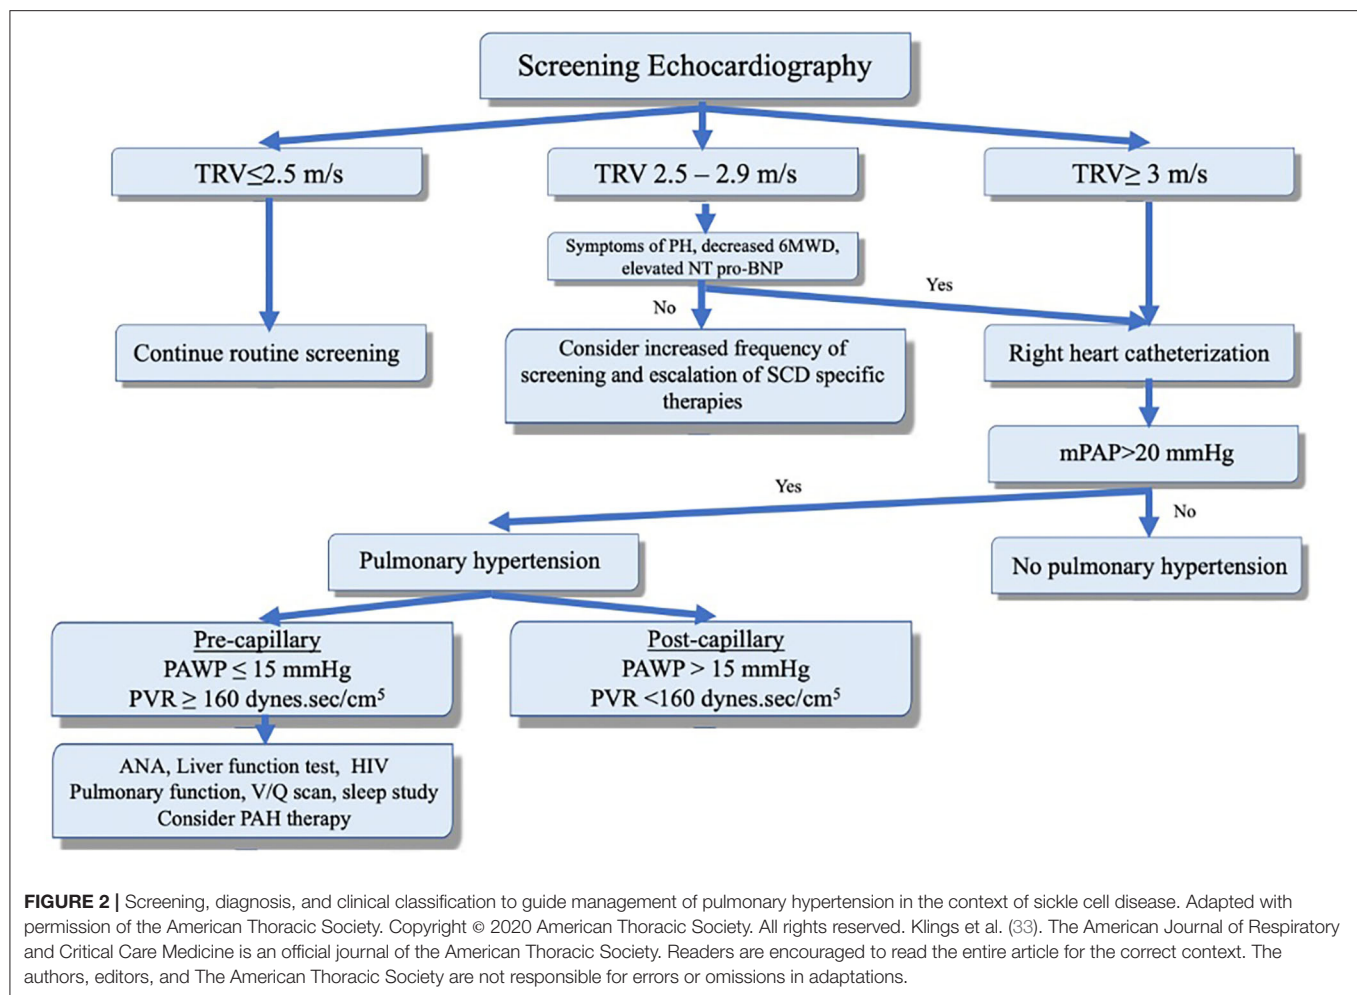 Screening Echocardiography
TRV≤2.5 m/s
TRV 2.5 – 2.9 m/s
TRV≥ 3 m/s
Symptoms of PH, decreased 6MWD,
elevated NT pro-BNP
Yes
No
Continue routine screening
Consider increased frequency of
screening and escalation of SCD specific
therapies
Right heart catheterization
mPAP>20 mmHg
Yes
No
Pulmonary hypertension
No pulmonary hypertension
Pre-capillary
PAWP ≤ 15 mmHg
PVR ≥ 160 dynes.sec/cm⁵
Post-capillary
PAWP > 15 mmHg
PVR <160 dynes.sec/cm⁵
ANA, Liver function test, HIV
Pulmonary function, V/Q scan, sleep study
Consider PAH therapy
FIGURE 2 | Screening, diagnosis, and clinical classification to guide management of pulmonary hypertension in the context of sickle cell disease. Adapted with
permission of the American Thoracic Society. Copyright © 2020 American Thoracic Society. All rights reserved. Klings et al. (33). The American Journal of Respiratory
and Critical Care Medicine is an official journal of the American Thoracic Society. Readers are encouraged to read the entire article for the correct context. The
authors, editors, and The American Thoracic Society are not responsible for errors or omissions in adaptations.